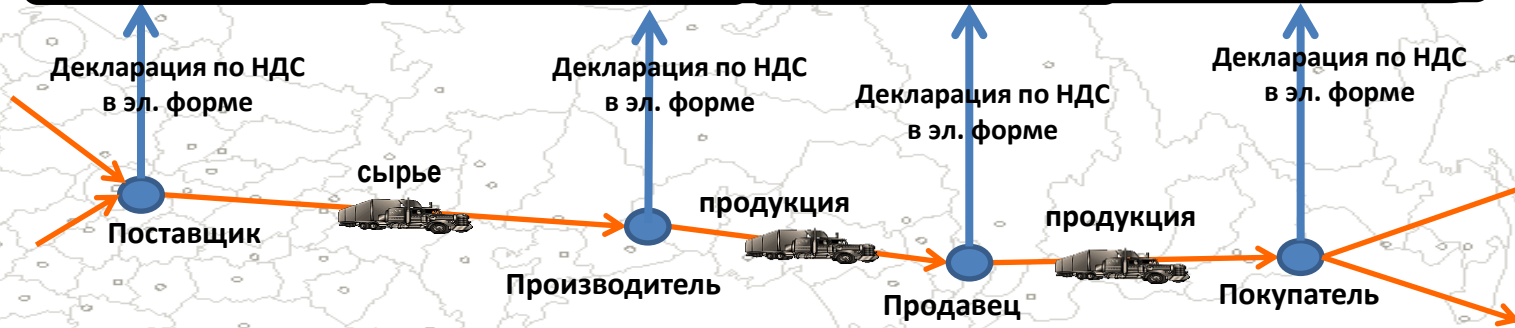 Декларация по НДС
в эл. форме
Декларация по НДС
в эл. форме
Декларация по НДС
в эл. форме
Декларация по НДС
в эл. форме
сырье
продукция
продукция
Поставщик
Производитель
Продавец
Покупатель